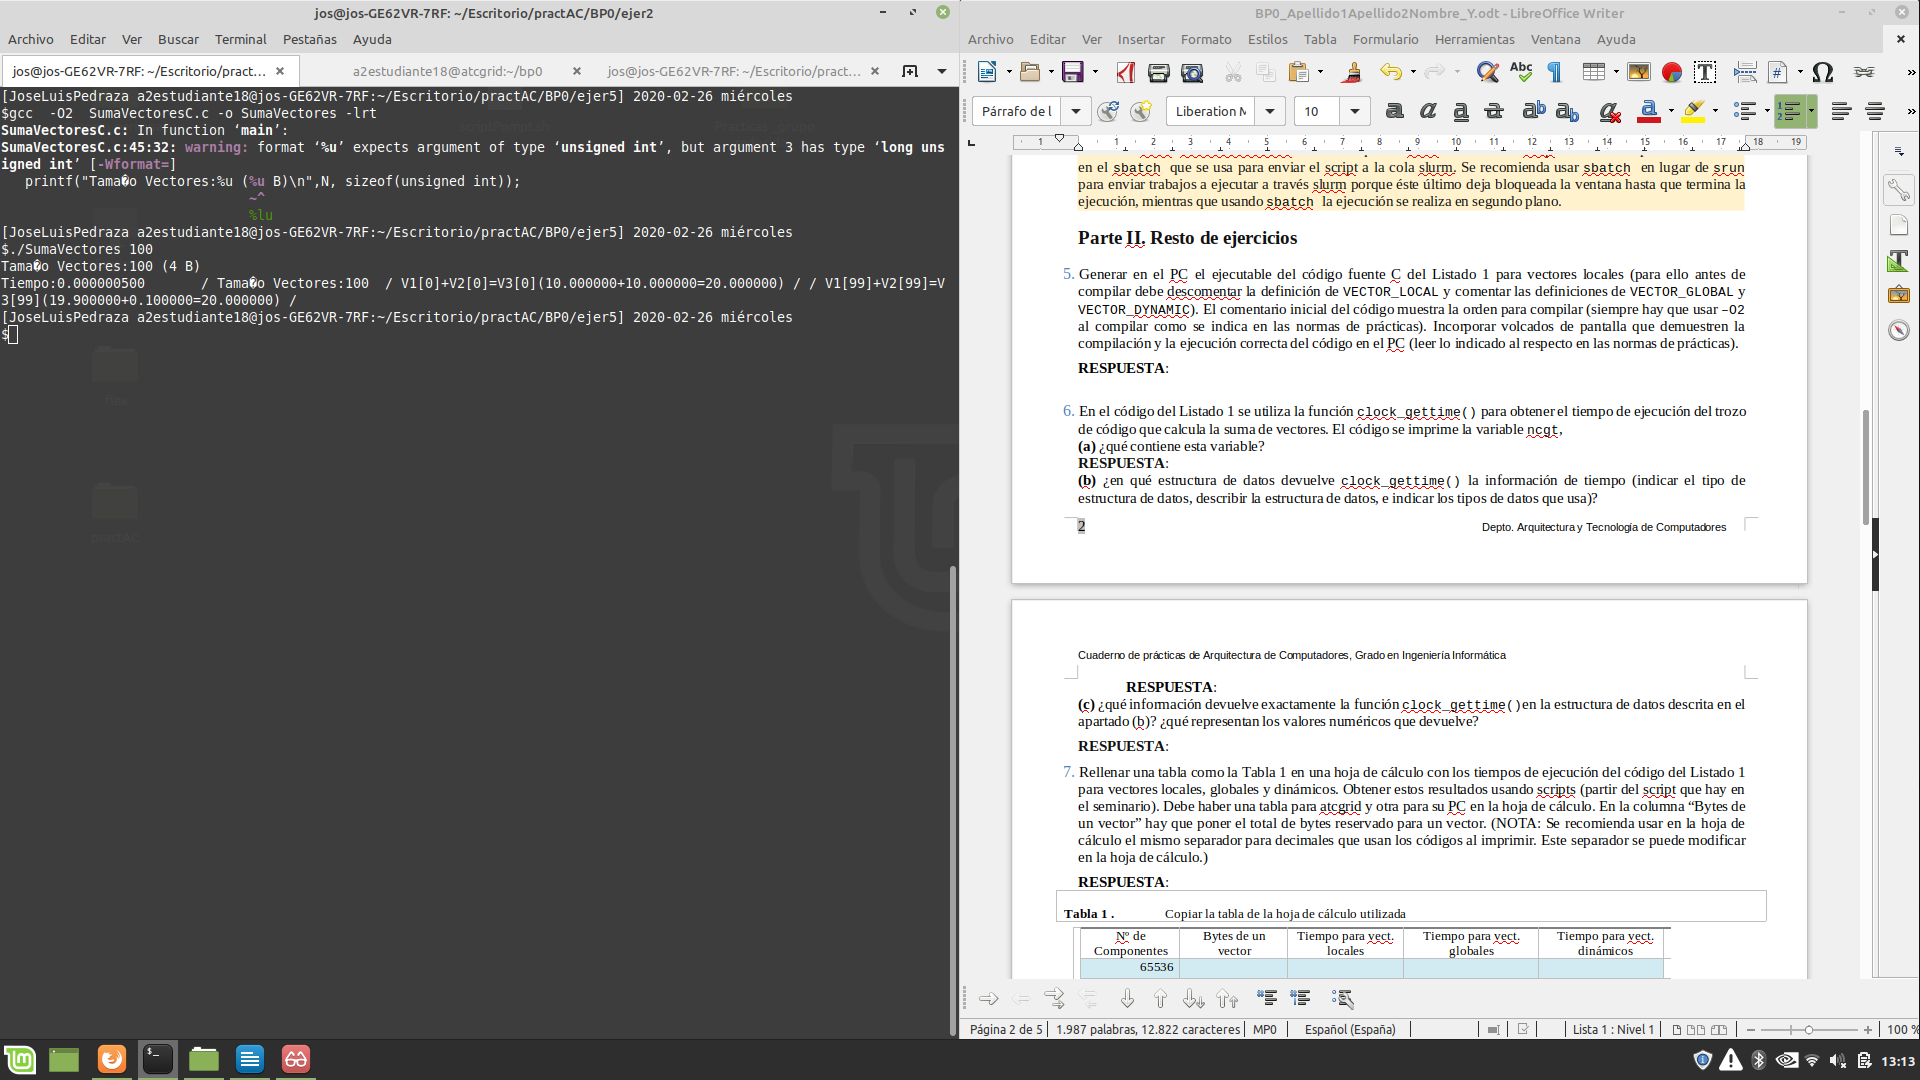 jos@jos-GE62VR-7RF: ~/Escritorio/practAC/BP0/ejer2
Archivo Editar Ver Buscar Terminal Pestañas Ayuda
jos@jos-GE62VR-7RF: ~/Escritorio/pract...
a2estudiante18@atcgrid:~/bp0
jos@jos-GE62VR-7RF: ~/Escritorio/pract...
[JoseLuisPedraza a2estudiante18@jos-GE62VR-7RF:~/Escritorio/practAC/BP0/ejer5] 2020-02-26 miércoles
$gcc  -O2  SumaVectoresC.c -o SumaVectores -lrt
SumaVectoresC.c: In function ‘main’:
SumaVectoresC.c:45:32: warning: format ‘%u’ expects argument of type ‘unsigned int’, but argument 3 has type ‘long uns
igned int’ [-Wformat=]
   printf("Tama�o Vectores:%u (%u B)\n",N, sizeof(unsigned int));
~^
%lu
[JoseLuisPedraza a2estudiante18@jos-GE62VR-7RF:~/Escritorio/practAC/BP0/ejer5] 2020-02-26 miércoles
$./SumaVectores 100
Tama�o Vectores:100 (4 B)
Tiempo:0.000000500       / Tama�o Vectores:100  / V1[0]+V2[0]=V3[0](10.000000+10.000000=20.000000) / / V1[99]+V2[99]=V
3[99](19.900000+0.100000=20.000000) /
[JoseLuisPedraza a2estudiante18@jos-GE62VR-7RF:~/Escritorio/practAC/BP0/ejer5] 2020-02-26 miércoles
$
practAC
BP0_Apellido1Apellido2Nombre_Y.odt - LibreOffice Writer
Archivo Editar Ver Insertar Formato Estilos Tabla Formulario Herramientas Ventana Ayuda
Párrafo de l
Liberation M
10
1 1 2 3 4 5 6 7 8 9 10 11 12 13 14 15 16 17 18 19
en el sbatch que se usa para enviar el script a la cola slurm. Se recomienda usar sbatch en lugar de srun
para enviar trabajos a ejecutar a través slurm porque éste último deja bloqueada la ventana hasta que termina la
ejecución, mientras que usando sbatch la ejecución se realiza en segundo plano.
Parte II. Resto de ejercicios
5. Generar en el PC el ejecutable del código fuente C del Listado 1 para vectores locales (para ello antes de
compilar debe descomentar la definición de VECTOR_LOCAL y comentar las definiciones de VECTOR_GLOBAL y
VECTOR_DYNAMIC). El comentario inicial del código muestra la orden para compilar (siempre hay que usar –O2
al compilar como se indica en las normas de prácticas). Incorporar volcados de pantalla que demuestren la
compilación y la ejecución correcta del código en el PC (leer lo indicado al respecto en las normas de prácticas).
RESPUESTA:
6. En el código del Listado 1 se utiliza la función clock_gettime() para obtener el tiempo de ejecución del trozo
de código que calcula la suma de vectores. El código se imprime la variable ncgt,
(a) ¿qué contiene esta variable?
RESPUESTA:
(b) ¿en qué estructura de datos devuelve clock_gettime() la información de tiempo (indicar el tipo de
estructura de datos, describir la estructura de datos, e indicar los tipos de datos que usa)?
2
Depto. Arquitectura y Tecnología de Computadores
Cuaderno de prácticas de Arquitectura de Computadores, Grado en Ingeniería Informática
RESPUESTA:
(c) ¿qué información devuelve exactamente la función clock_gettime()en la estructura de datos descrita en el
apartado (b)? ¿qué representan los valores numéricos que devuelve?
RESPUESTA:
7. Rellenar una tabla como la Tabla 1 en una hoja de cálculo con los tiempos de ejecución del código del Listado 1
para vectores locales, globales y dinámicos. Obtener estos resultados usando scripts (partir del script que hay en
el seminario). Debe haber una tabla para atcgrid y otra para su PC en la hoja de cálculo. En la columna “Bytes de
un vector” hay que poner el total de bytes reservado para un vector. (NOTA: Se recomienda usar en la hoja de
cálculo el mismo separador para decimales que usan los códigos al imprimir. Este separador se puede modificar
en la hoja de cálculo.)
RESPUESTA:
Tabla 1 . Copiar la tabla de la hoja de cálculo utilizada
Nº de Componentes
Bytes de un vector
Tiempo para vect. locales
Tiempo para vect. globales
Tiempo para vect. dinámicos
65536
Página 2 de 5
1.987 palabras, 12.822 caracteres
MP0
Español (España)
Lista 1 : Nivel 1
100 %
13:13